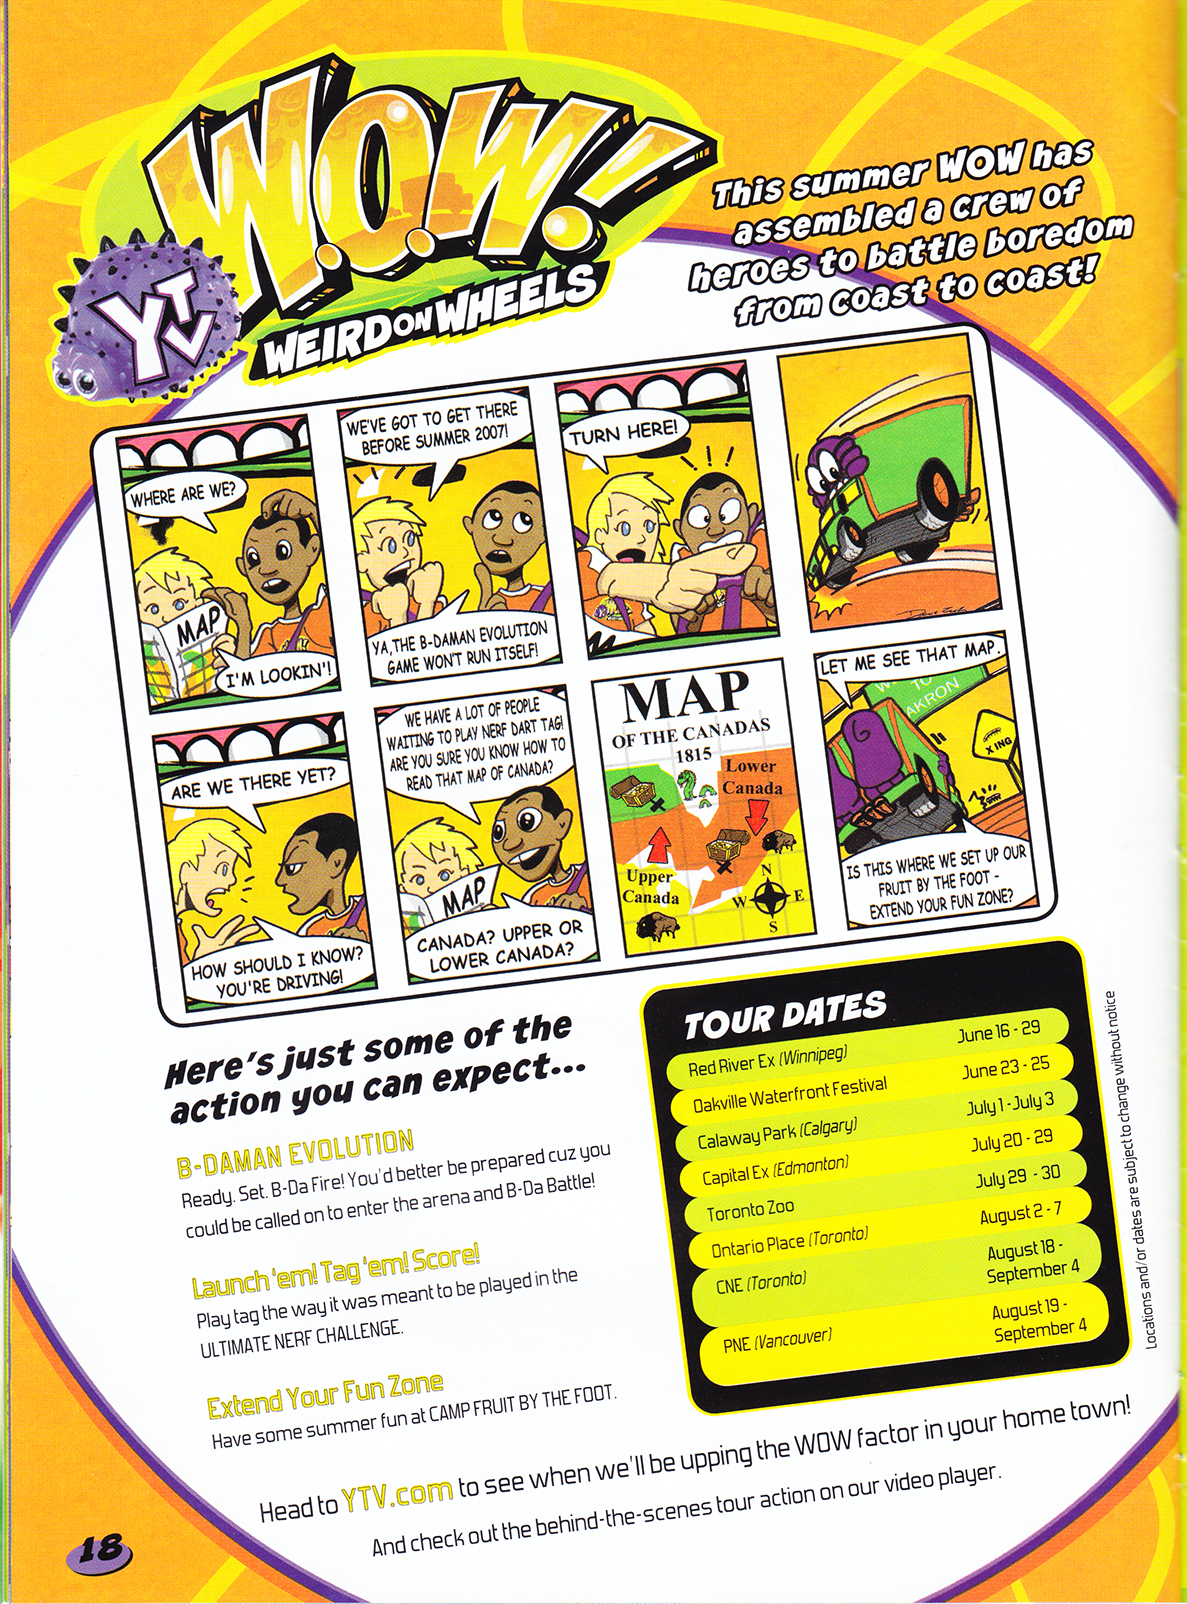 W.O.W.!
WEIRD ON WHEELS
YTV
This summer WOW has
assembled a crew of
heroes to battle boredom
from coast to coast!
WHERE ARE WE?
MAP
I'M LOOKIN'!
WE'VE GOT TO GET THERE
BEFORE SUMMER 2007!
YA, THE B-DAMAN EVOLUTION
GAME WON'T RUN ITSELF!
TURN HERE!
ARE WE THERE YET?
HOW SHOULD I KNOW?
YOU'RE DRIVING!
WE HAVE A LOT OF PEOPLE
WAITING TO PLAY NERF DART TAG!
ARE YOU SURE YOU KNOW HOW TO
READ THAT MAP OF CANADA?
MAP
CANADA? UPPER OR
LOWER CANADA?
MAP
OF THE CANADAS
1815
Lower
Canada
Upper
Canada
N
W E
S
LET ME SEE THAT MAP.
TO
AKRON
X ING
IS THIS WHERE WE SET UP OUR
FRUIT BY THE FOOT -
EXTEND YOUR FUN ZONE?
Here's just some of the
action you can expect...
B-DAMAN EVOLUTION
Ready. Set. B-Da Fire! You'd better be prepared cuz you
could be called on to enter the arena and B-Da Battle!
Launch 'em! Tag 'em! Score!
Play tag the way it was meant to be played in the
ULTIMATE NERF CHALLENGE.
Extend Your Fun Zone
Have some summer fun at CAMP FRUIT BY THE FOOT.
TOUR DATES
Red River Ex (Winnipeg) June 16 - 29
Oakville Waterfront Festival June 23 - 25
Calaway Park (Calgary) July 1 - July 3
Capital Ex (Edmonton) July 20 - 29
Toronto Zoo July 29 - 30
Ontario Place (Toronto) August 2 - 7
CNE (Toronto) August 18 -
September 4
PNE (Vancouver) August 19 -
September 4
Locations and/or dates are subject to change without notice
Head to YTV.com to see when we'll be upping the WOW factor in your home town!
And check out the behind-the-scenes tour action on our video player.
18